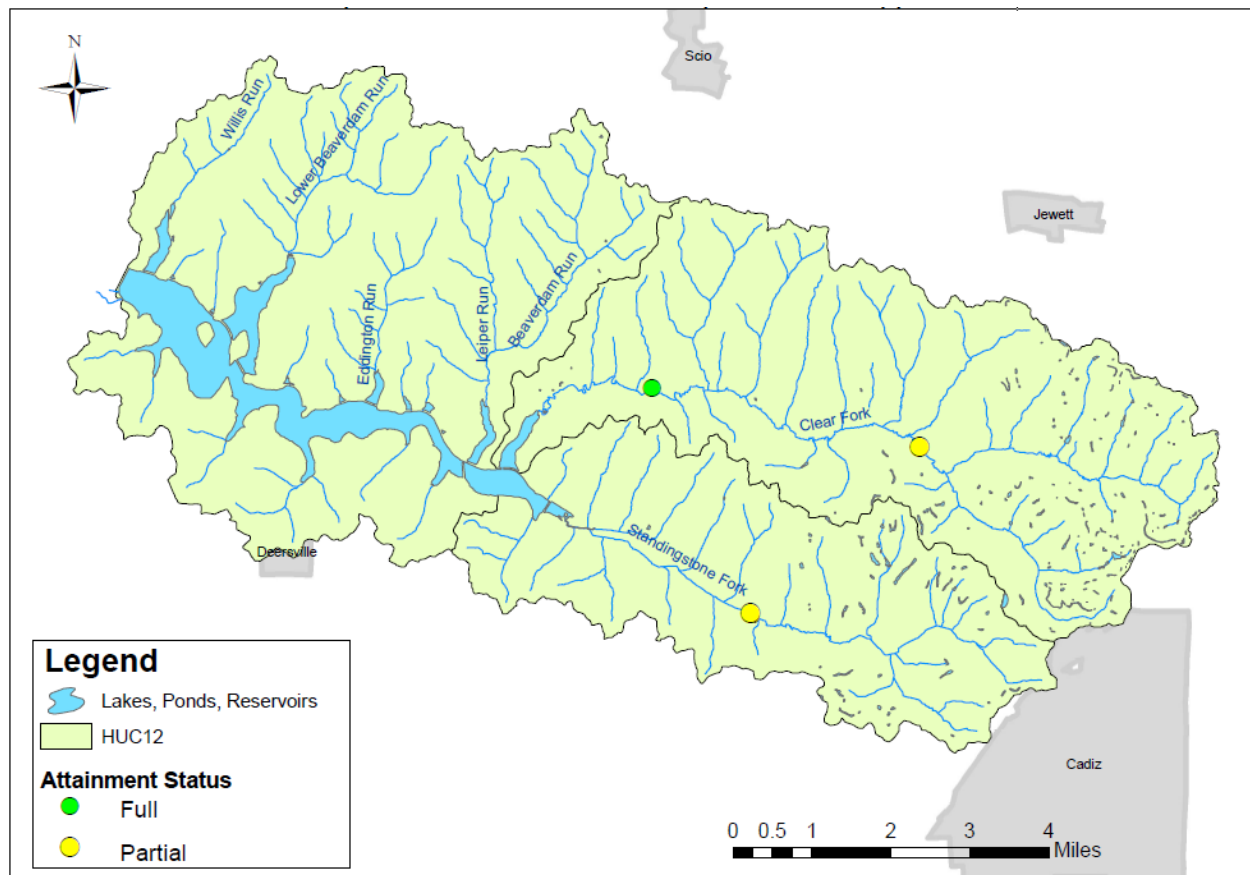 N
Scio
Willis Run
Lower Beaverdam Run
Jewett
Eddington Run
Leiper Run
Beaverdam Run
Clear Fork
Standingstone Fork
Deersville
Cadiz
Legend
Lakes, Ponds, Reservoirs
HUC12
Attainment Status
Full
Partial
0 0.5 1 2 3 4
Miles